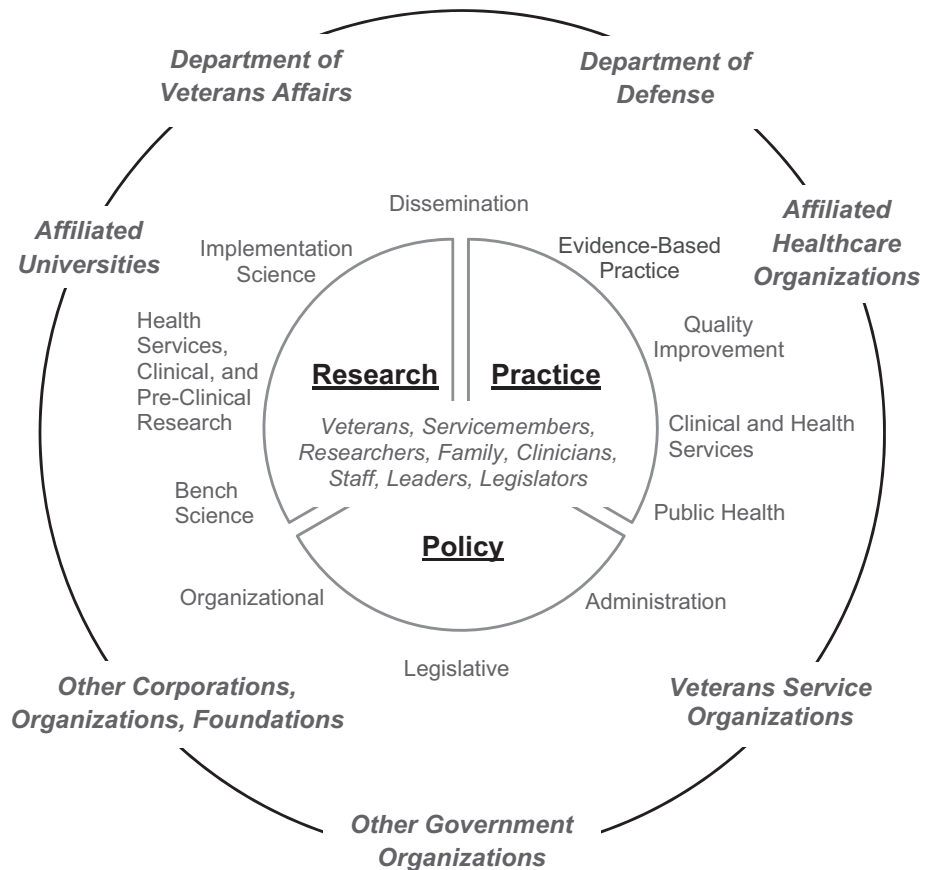 Department of
Veterans Affairs
Department of
Defense
Affiliated
Universities
Affiliated
Healthcare
Organizations
Dissemination
Implementation
Science
Evidence-Based
Practice
Health
Services,
Clinical, and
Pre-Clinical
Research
Quality
Improvement
Research
Practice
Veterans, Servicemembers,
Researchers, Family, Clinicians,
Staff, Leaders, Legislators
Clinical and Health
Services
Bench
Science
Public Health
Policy
Organizational
Administration
Legislative
Other Corporations,
Organizations, Foundations
Veterans Service
Organizations
Other Government
Organizations